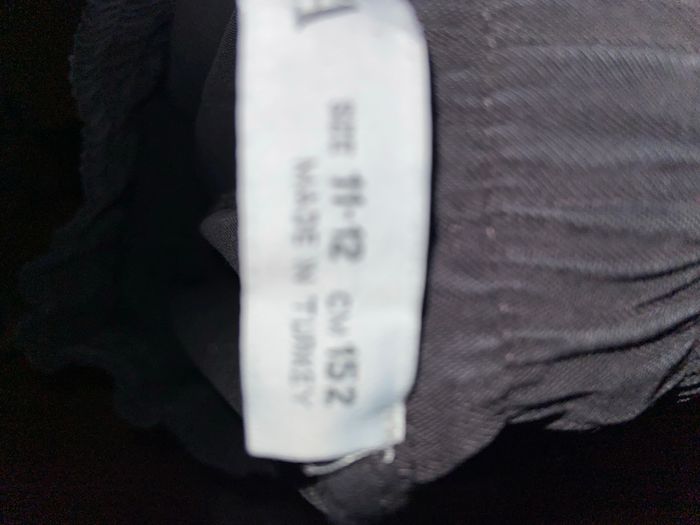 A
SIZE 11-12 CM 152
MADE IN TURKEY